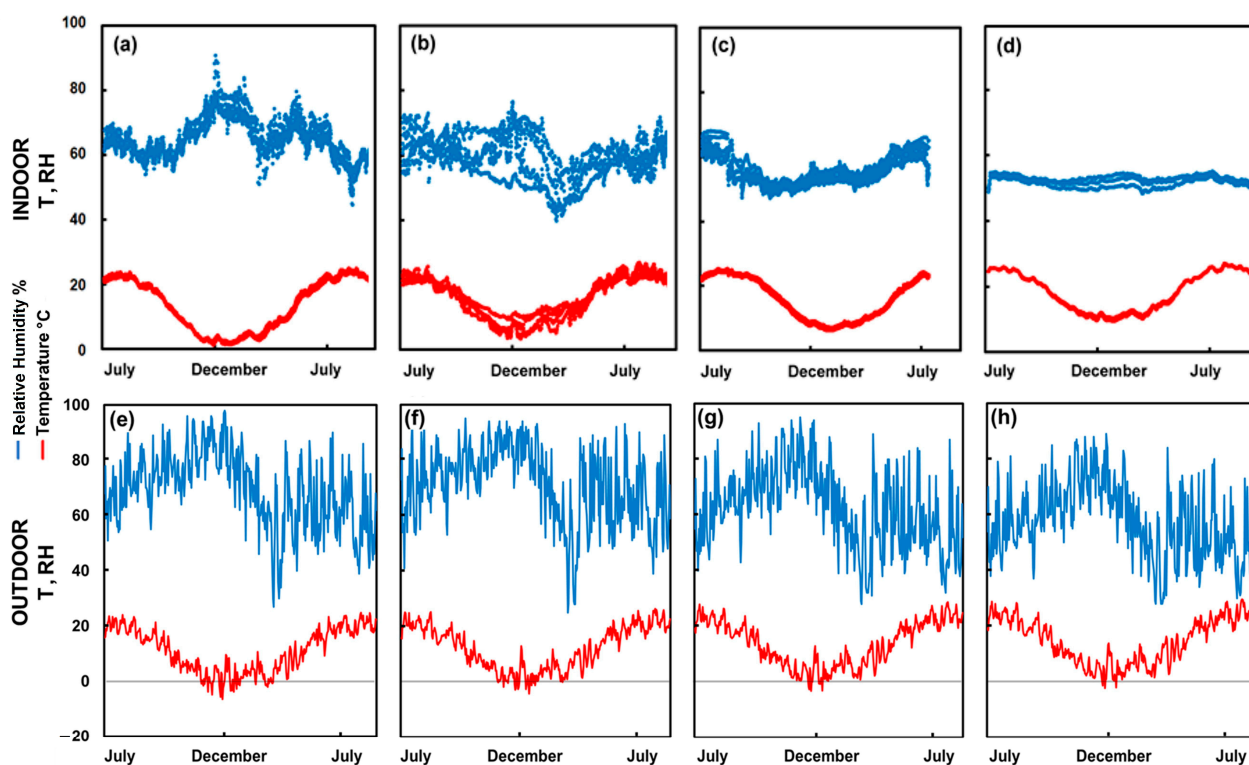 INDOOR
T, RH
100
80
60
40
20
0
(a)
(b)
(c)
(d)
July
December
July
July
December
July
July
December
July
July
December
July
Relative Humidity %
Temperature °C
OUTDOOR
T, RH
100
80
60
40
20
0
−20
(e)
(f)
(g)
(h)
July
December
July
July
December
July
July
December
July
July
December
July